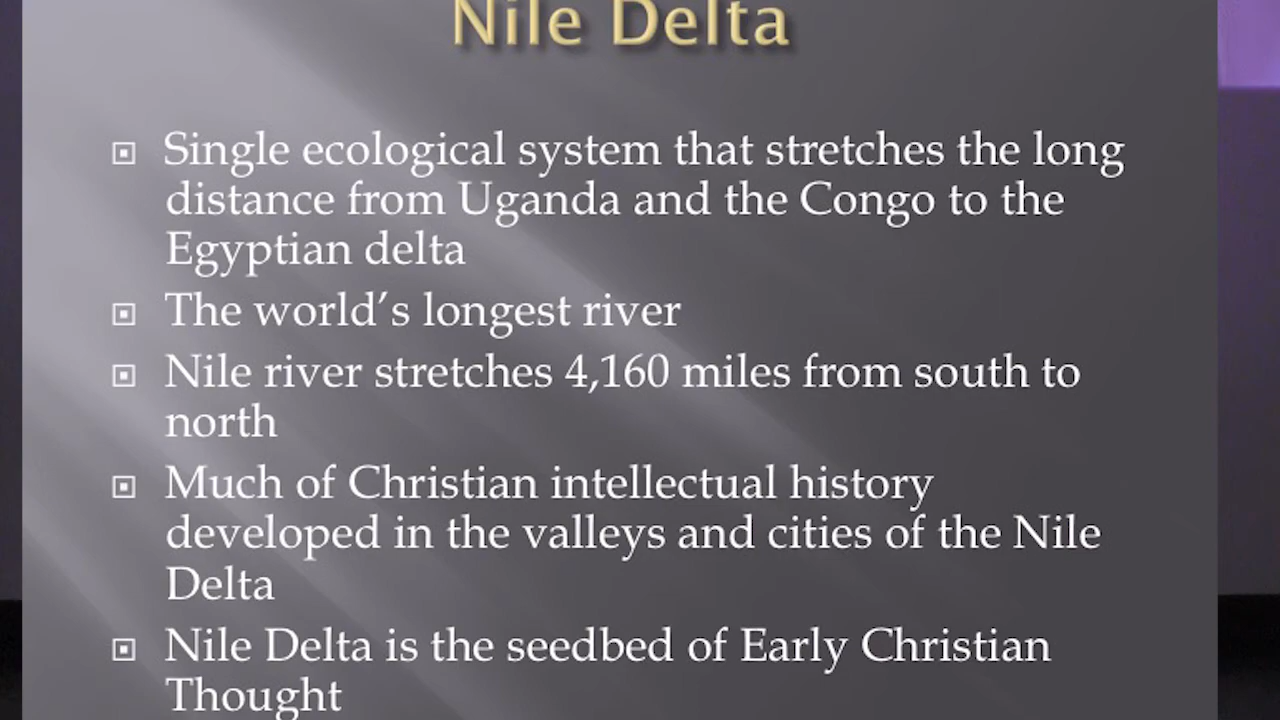 Nile Delta
Single ecological system that stretches the long
distance from Uganda and the Congo to the
Egyptian delta
The world’s longest river
Nile river stretches 4,160 miles from south to
north
Much of Christian intellectual history
developed in the valleys and cities of the Nile
Delta
Nile Delta is the seedbed of Early Christian
Thought